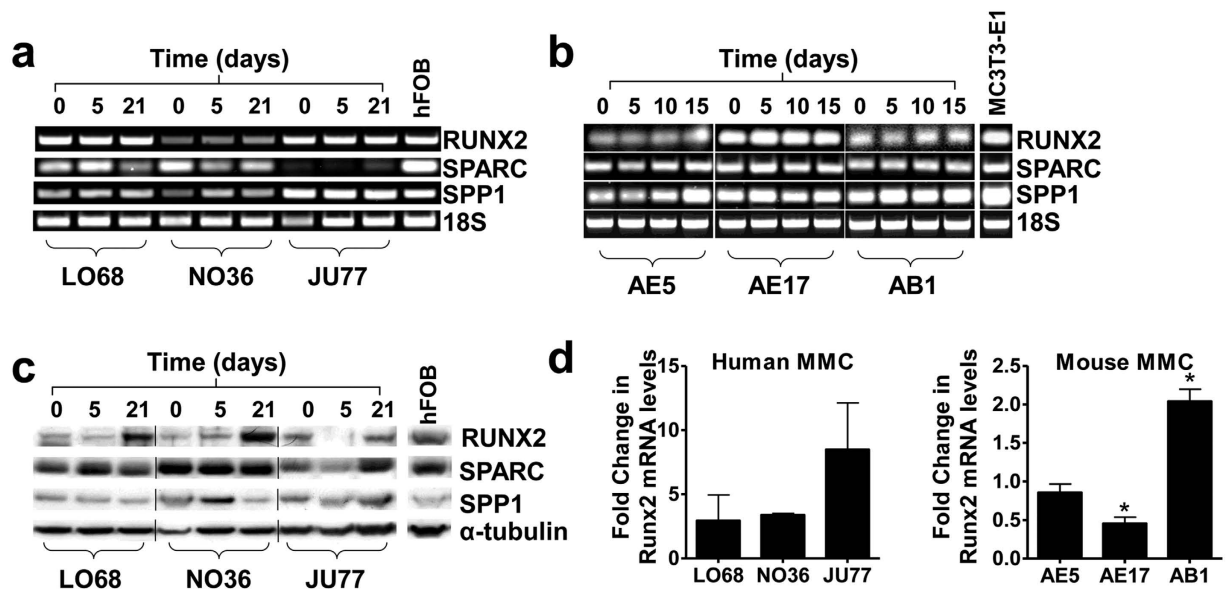 a
Time (days)
0 5 21 0 5 21 0 5 21 hFOB
RUNX2
SPARC
SPP1
18S
LO68 NO36 JU77
b
Time (days)
0 5 10 15 0 5 10 15 0 5 10 15 MC3T3-E1
RUNX2
SPARC
SPP1
18S
AE5 AE17 AB1
c
Time (days)
0 5 21 0 5 21 0 5 21 hFOB
RUNX2
SPARC
SPP1
α-tubulin
LO68 NO36 JU77
d
Human MMC
Fold Change in
Runx2 mRNA levels
15
10
5
0
LO68 NO36 JU77
Mouse MMC
Fold Change in
Runx2 mRNA levels
2.5
2.0
1.5
1.0
0.5
0.0
*
*
AE5 AE17 AB1